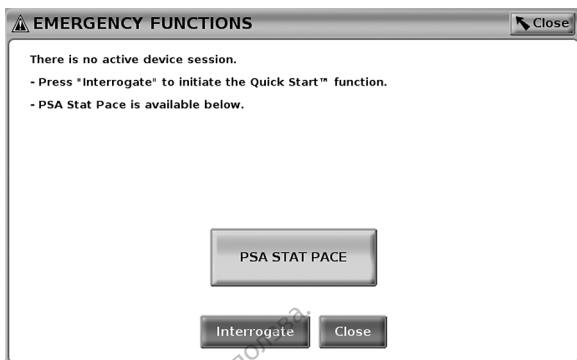 EMERGENCY FUNCTIONS
Close
There is no active device session.
- Press "Interrogate" to initiate the Quick Start™ function.
- PSA Stat Pace is available below.
PSA STAT PACE
Interrogate
Close